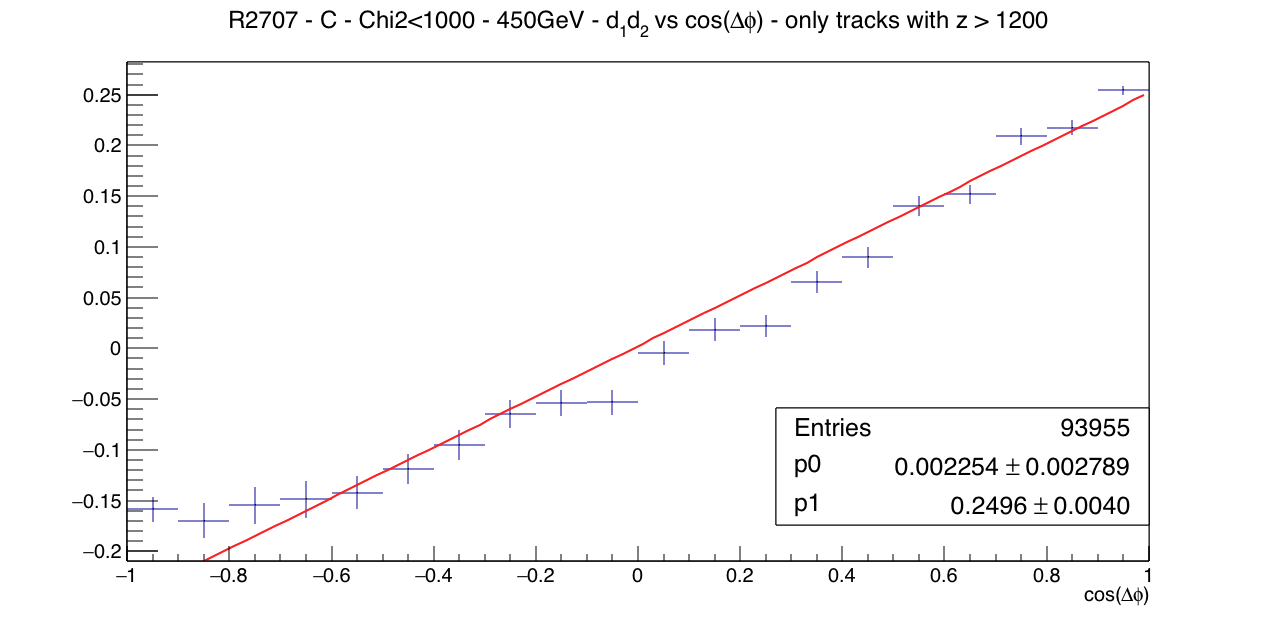 R2707 - C - Chi2<1000 - 450GeV - d1d2 vs cos(Δϕ) - only tracks with z > 1200
0.25
0.2
0.15
0.1
0.05
0
−0.05
−0.1
−0.15
−0.2
Entries 93955
p0 0.002254 ± 0.002789
p1 0.2496 ± 0.0040
−1 −0.8 −0.6 −0.4 −0.2 0 0.2 0.4 0.6 0.8 1
cos(Δϕ)